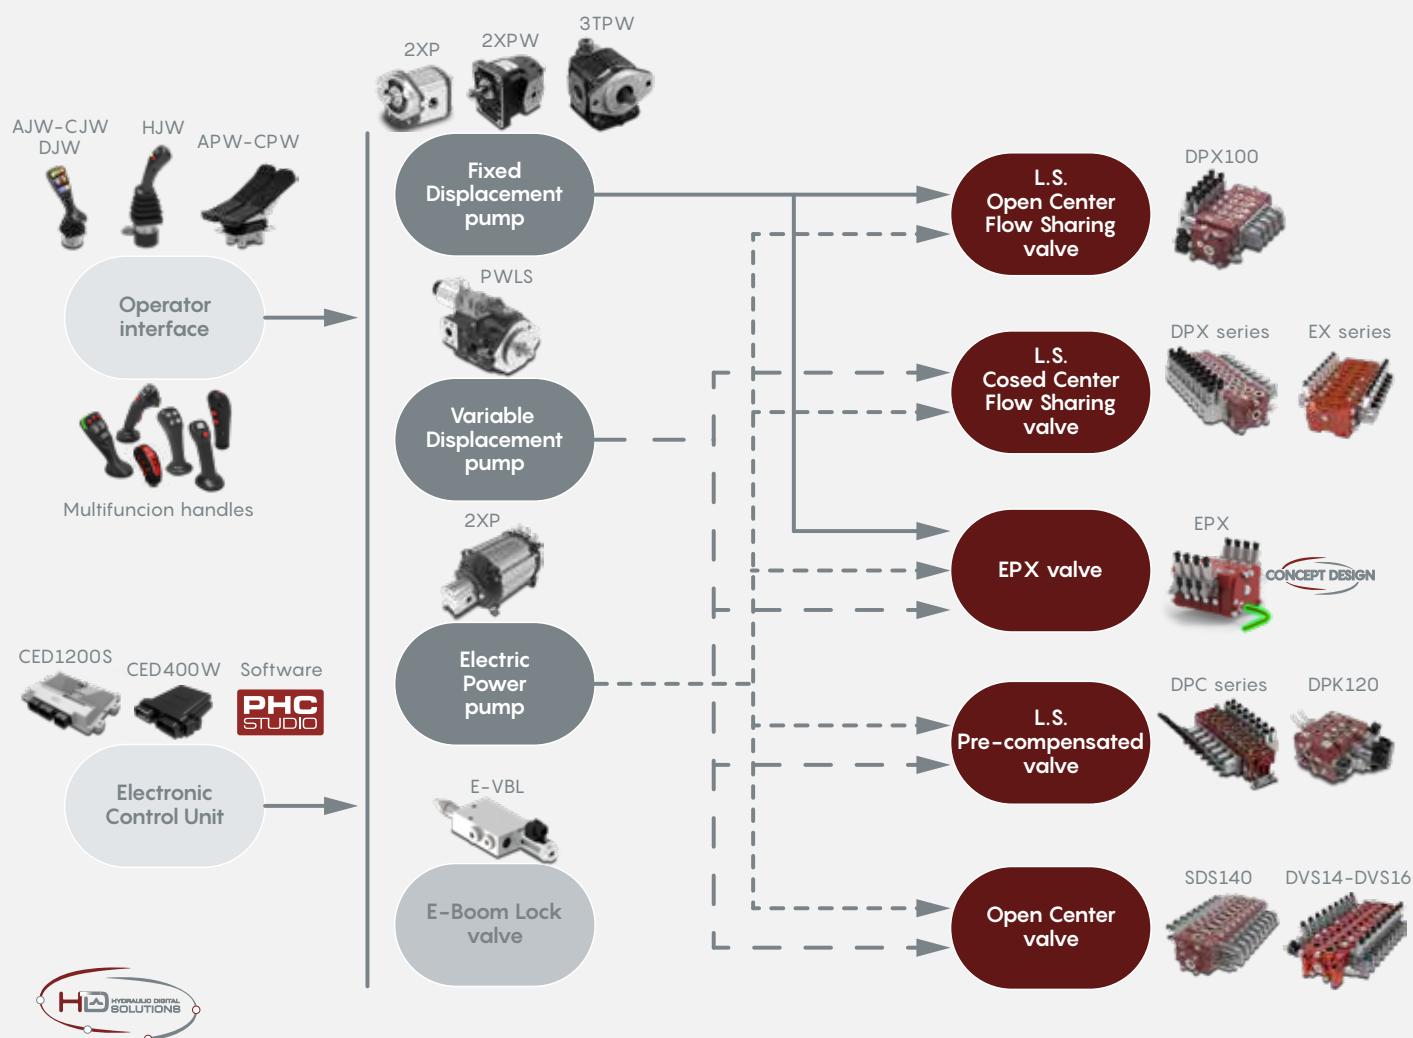 3TPW
2XPW
2XP
AJW-CJW
DJW
HJW
APW-CPW
Fixed
Displacement
pump
L.S.
Open Center
Flow Sharing
valve
DPX100
PWLS
Operator
interface
L.S.
Cosed Center
Flow Sharing
valve
DPX series
EX series
Variable
Displacement
pump
Multifuncion handles
2XP
EPX valve
EPX
CONCEPT DESIGN
CED1200S
CED400W
Software
PHC
STUDIO
Electric
Power
pump
L.S.
Pre-compensated
valve
DPC series
DPK120
Electronic
Control Unit
E-VBL
E-Boom Lock
valve
Open Center
valve
SDS140
DVS14-DVS16
HD HYDRAULIC DIGITAL
SOLUTIONS